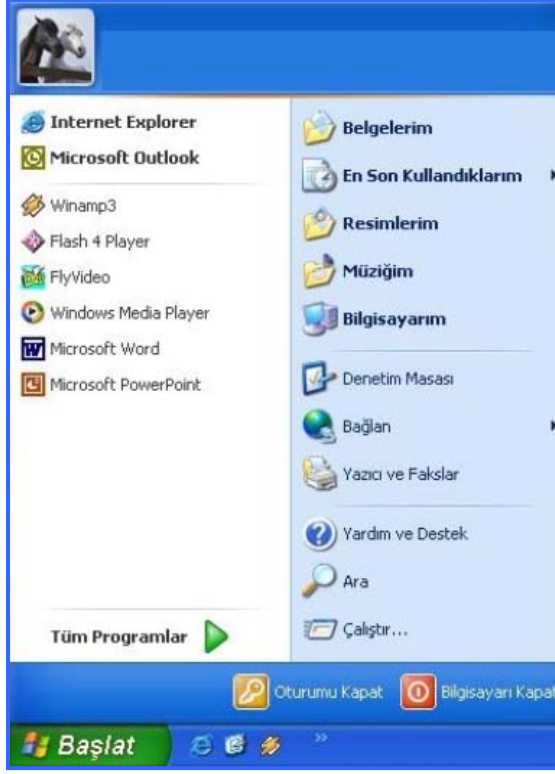 Internet Explorer
Microsoft Outlook
Winamp3
Flash 4 Player
FlyVideo
Windows Media Player
Microsoft Word
Microsoft PowerPoint
Tüm Programlar
Belgelerim
En Son Kullandıklarım
Resimlerim
Müziğim
Bilgisayarım
Denetim Masası
Bağlan
Yazıcı ve Fakslar
Yardım ve Destek
Ara
Çalıştır...
Oturumu Kapat
Bilgisayarı Kapat
Başlat